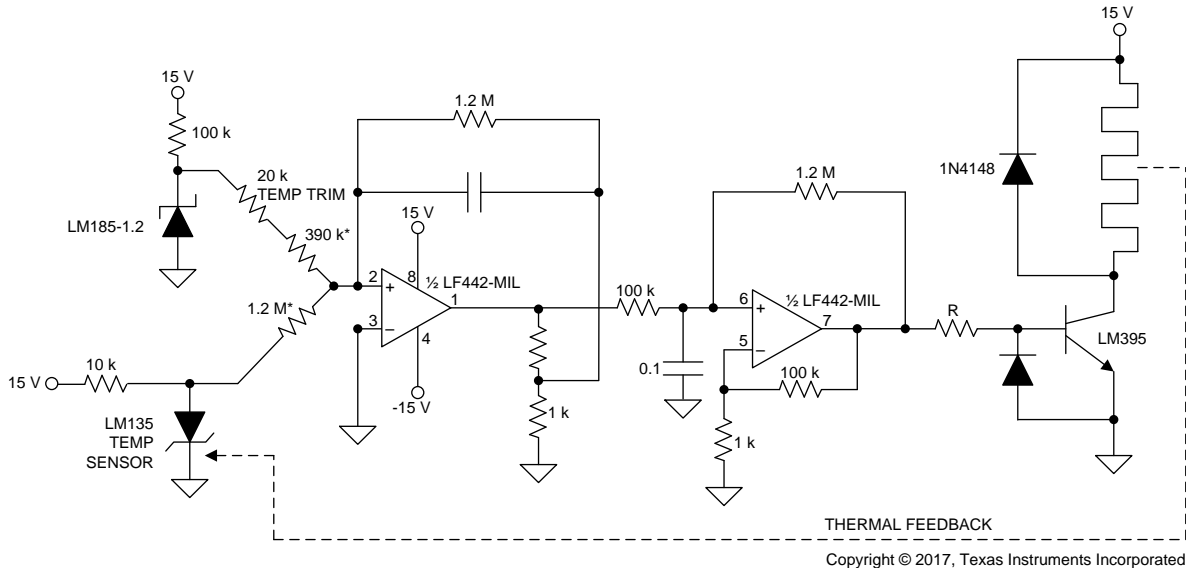 15 V
15 V
1.2 M
100 k
20 k
TEMP TRIM
1N4148
1.2 M
LM185-1.2
390 k*
15 V
8
2
+
½ LF442-MIL
1
3
–
4
-15 V
1.2 M*
100 k
6
+
½ LF442-MIL
7
5
–
R
LM395
10 k
15 V
0.1
100 k
1 k
1 k
LM135
TEMP
SENSOR
THERMAL FEEDBACK
Copyright © 2017, Texas Instruments Incorporated